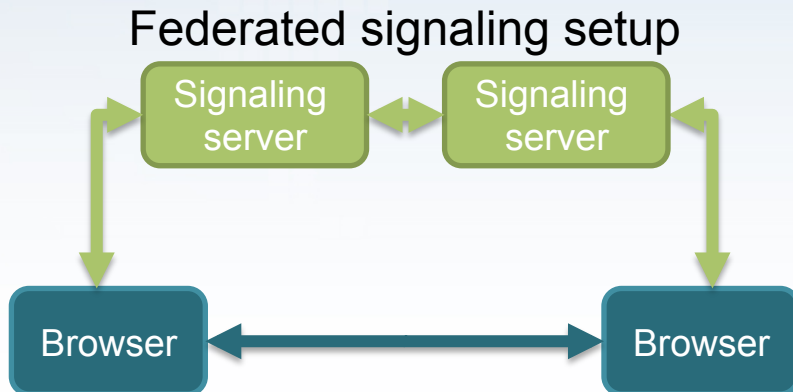 Federated signaling setup
Signaling
server
Signaling
server
Browser
Browser